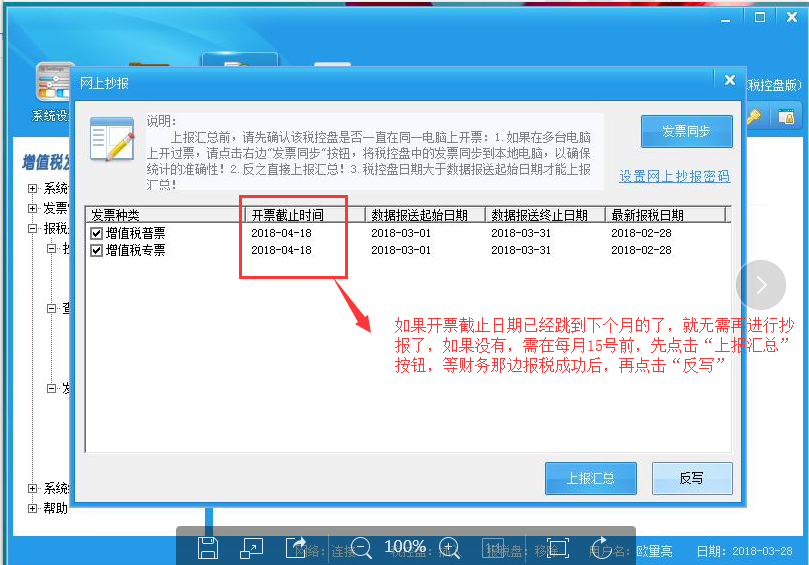 网上抄报
系统设
(税控盘版)
说明：
上报汇总前，请先确认该税控盘是否一直在同一电脑上开票：1.如果在多台电脑
上开过票，请点击右边"发票同步"按钮，将税控盘中的发票同步到本地电脑，以确保
统计的准确性！2.反之直接上报汇总！3.税控盘日期大于数据报送起始日期才能上报
汇总！
发票同步
设置网上抄报密码
增值税发
系统
发票
报税
抄
查
发
系统
帮助
发票种类 开票截止时间 数据报送起始日期 数据报送终止日期 最新报税日期
增值税普票 2018-04-18 2018-03-01 2018-03-31 2018-02-28
增值税专票 2018-04-18 2018-03-01 2018-03-31 2018-02-28
如果开票截止日期已经跳到下个月的了，就无需再进行抄
报了，如果没有，需在每月15号前，先点击“上报汇总”
按钮，等财务那边报税成功后，再点击“反写”
上报汇总 反写
100% 1:1
网络：连接 税控盘：插入 报税盘：移除 用户名：欧里亮 日期：2018-03-28